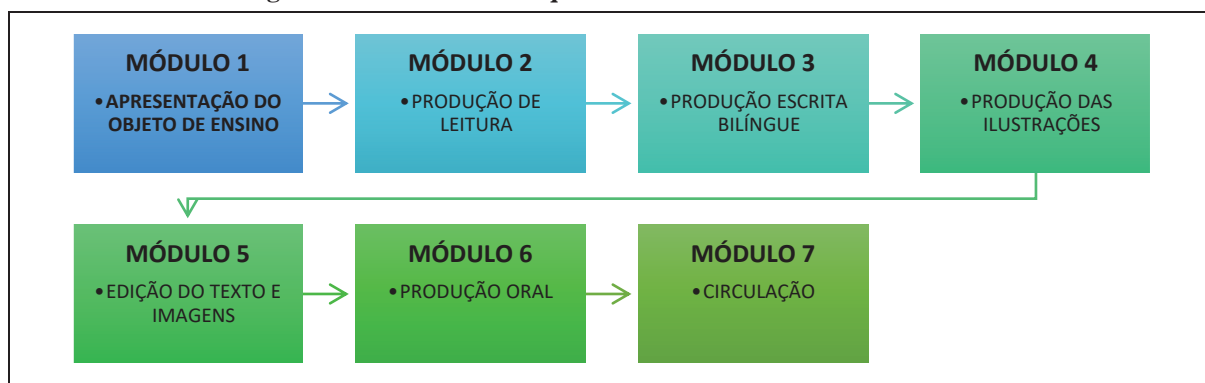 MÓDULO 1
•APRESENTAÇÃO DO
OBJETO DE ENSINO
MÓDULO 2
•PRODUÇÃO DE
LEITURA
MÓDULO 3
•PRODUÇÃO ESCRITA
BILÍNGUE
MÓDULO 4
•PRODUÇÃO DAS
ILUSTRAÇÕES
MÓDULO 5
•EDIÇÃO DO TEXTO E
IMAGENS
MÓDULO 6
•PRODUÇÃO ORAL
MÓDULO 7
•CIRCULAÇÃO